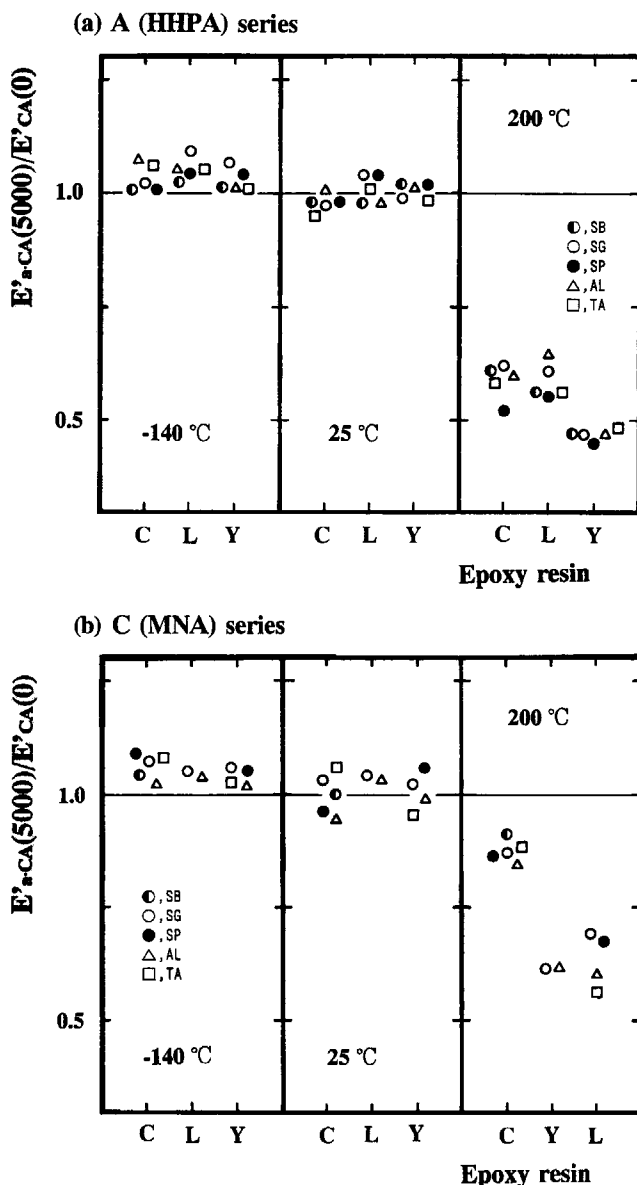 (a) A (HHPA) series
E'a-CA(5000)/E'CA(0)
1.0
0.5
-140 ℃
25 ℃
200 ℃
◐, SB
○, SG
●, SP
△, AL
□, TA
C L Y C L Y C L Y
Epoxy resin
(b) C (MNA) series
E'a-CA(5000)/E'CA(0)
1.0
0.5
200 ℃
◐, SB
○, SG
●, SP
△, AL
□, TA
-140 ℃
25 ℃
C L Y C L Y C Y L
Epoxy resin